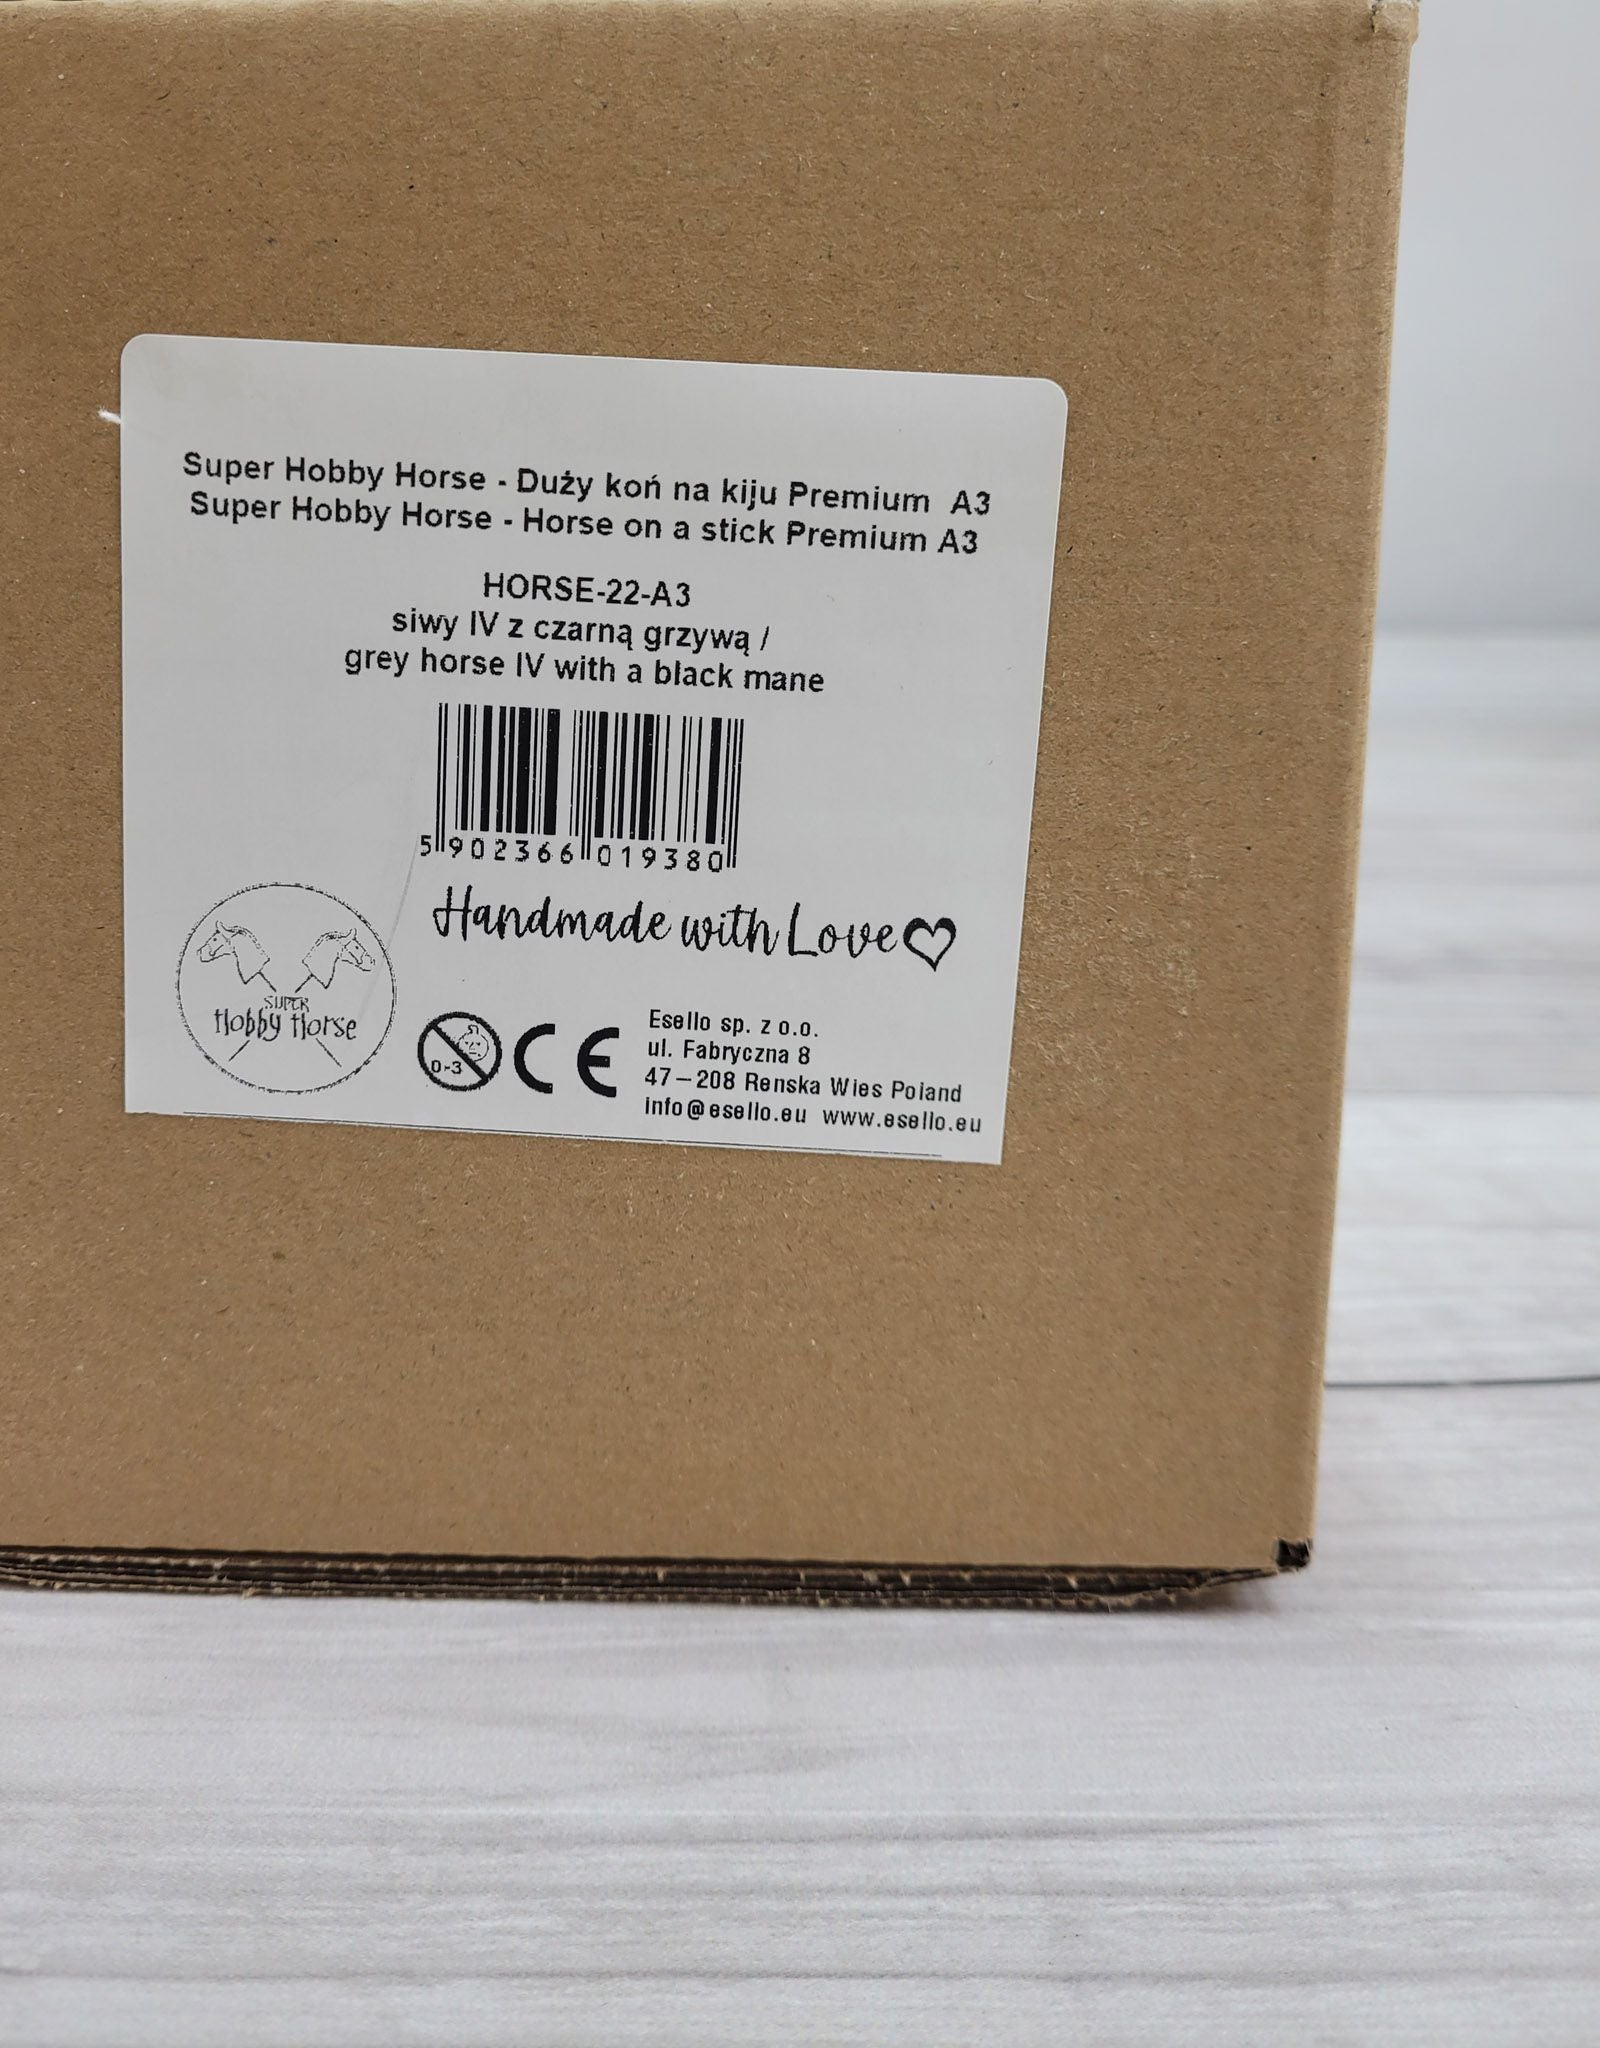 Super Hobby Horse - Duży koń na kiju Premium A3
Super Hobby Horse - Horse on a stick Premium A3
HORSE-22-A3
siwy IV z czarną grzywą /
grey horse IV with a black mane
5 902366 019380
Handmade with Love
SUPER
Hobby Horse
0-3
CE
Esello sp. z o.o.
ul. Fabryczna 8
47-208 Renska Wies Poland
info@esello.eu www.esello.eu